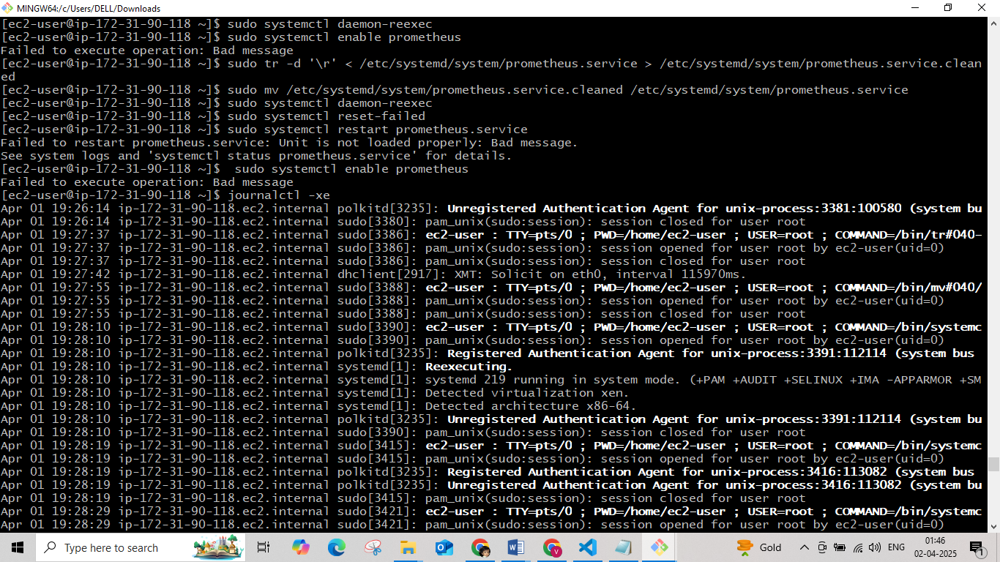 MINGW64:/c/Users/DELL/Downloads
[ec2-user@ip-172-31-90-118 ~]$ sudo systemctl daemon-reexec
[ec2-user@ip-172-31-90-118 ~]$ sudo systemctl enable prometheus
Failed to execute operation: Bad message
[ec2-user@ip-172-31-90-118 ~]$ sudo tr -d '\r' < /etc/systemd/system/prometheus.service > /etc/systemd/system/prometheus.service.clean
ed
[ec2-user@ip-172-31-90-118 ~]$ sudo mv /etc/systemd/system/prometheus.service.cleaned /etc/systemd/system/prometheus.service
[ec2-user@ip-172-31-90-118 ~]$ sudo systemctl daemon-reexec
[ec2-user@ip-172-31-90-118 ~]$ sudo systemctl reset-failed
[ec2-user@ip-172-31-90-118 ~]$ sudo systemctl restart prometheus.service
Failed to restart prometheus.service: Unit is not loaded properly: Bad message.
See system logs and 'systemctl status prometheus.service' for details.
[ec2-user@ip-172-31-90-118 ~]$  sudo systemctl enable prometheus
Failed to execute operation: Bad message
[ec2-user@ip-172-31-90-118 ~]$ journalctl -xe
Apr 01 19:26:14 ip-172-31-90-118.ec2.internal polkitd[3235]: Unregistered Authentication Agent for unix-process:3381:100580 (system bu
Apr 01 19:26:14 ip-172-31-90-118.ec2.internal sudo[3380]: pam_unix(sudo:session): session closed for user root
Apr 01 19:27:37 ip-172-31-90-118.ec2.internal sudo[3386]: ec2-user : TTY=pts/0 ; PWD=/home/ec2-user ; USER=root ; COMMAND=/bin/tr#040-
Apr 01 19:27:37 ip-172-31-90-118.ec2.internal sudo[3386]: pam_unix(sudo:session): session opened for user root by ec2-user(uid=0)
Apr 01 19:27:37 ip-172-31-90-118.ec2.internal sudo[3386]: pam_unix(sudo:session): session closed for user root
Apr 01 19:27:42 ip-172-31-90-118.ec2.internal dhclient[2917]: XMT: Solicit on eth0, interval 115970ms.
Apr 01 19:27:55 ip-172-31-90-118.ec2.internal sudo[3388]: ec2-user : TTY=pts/0 ; PWD=/home/ec2-user ; USER=root ; COMMAND=/bin/mv#040/
Apr 01 19:27:55 ip-172-31-90-118.ec2.internal sudo[3388]: pam_unix(sudo:session): session opened for user root by ec2-user(uid=0)
Apr 01 19:27:55 ip-172-31-90-118.ec2.internal sudo[3388]: pam_unix(sudo:session): session closed for user root
Apr 01 19:28:10 ip-172-31-90-118.ec2.internal sudo[3390]: ec2-user : TTY=pts/0 ; PWD=/home/ec2-user ; USER=root ; COMMAND=/bin/systemc
Apr 01 19:28:10 ip-172-31-90-118.ec2.internal sudo[3390]: pam_unix(sudo:session): session opened for user root by ec2-user(uid=0)
Apr 01 19:28:10 ip-172-31-90-118.ec2.internal polkitd[3235]: Registered Authentication Agent for unix-process:3391:112114 (system bus
Apr 01 19:28:10 ip-172-31-90-118.ec2.internal systemd[1]: Reexecuting.
Apr 01 19:28:10 ip-172-31-90-118.ec2.internal systemd[1]: systemd 219 running in system mode. (+PAM +AUDIT +SELINUX +IMA -APPARMOR +SM
Apr 01 19:28:10 ip-172-31-90-118.ec2.internal systemd[1]: Detected virtualization xen.
Apr 01 19:28:10 ip-172-31-90-118.ec2.internal systemd[1]: Detected architecture x86-64.
Apr 01 19:28:10 ip-172-31-90-118.ec2.internal polkitd[3235]: Unregistered Authentication Agent for unix-process:3391:112114 (system bu
Apr 01 19:28:10 ip-172-31-90-118.ec2.internal sudo[3390]: pam_unix(sudo:session): session closed for user root
Apr 01 19:28:19 ip-172-31-90-118.ec2.internal sudo[3415]: ec2-user : TTY=pts/0 ; PWD=/home/ec2-user ; USER=root ; COMMAND=/bin/systemc
Apr 01 19:28:19 ip-172-31-90-118.ec2.internal sudo[3415]: pam_unix(sudo:session): session opened for user root by ec2-user(uid=0)
Apr 01 19:28:19 ip-172-31-90-118.ec2.internal polkitd[3235]: Registered Authentication Agent for unix-process:3416:113082 (system bus
Apr 01 19:28:19 ip-172-31-90-118.ec2.internal polkitd[3235]: Unregistered Authentication Agent for unix-process:3416:113082 (system bu
Apr 01 19:28:19 ip-172-31-90-118.ec2.internal sudo[3415]: pam_unix(sudo:session): session closed for user root
Apr 01 19:28:29 ip-172-31-90-118.ec2.internal sudo[3421]: ec2-user : TTY=pts/0 ; PWD=/home/ec2-user ; USER=root ; COMMAND=/bin/systemc
Apr 01 19:28:29 ip-172-31-90-118.ec2.internal sudo[3421]: pam_unix(sudo:session): session opened for user root by ec2-user(uid=0)
Type here to search
Gold
ENG
01:46
02-04-2025
1